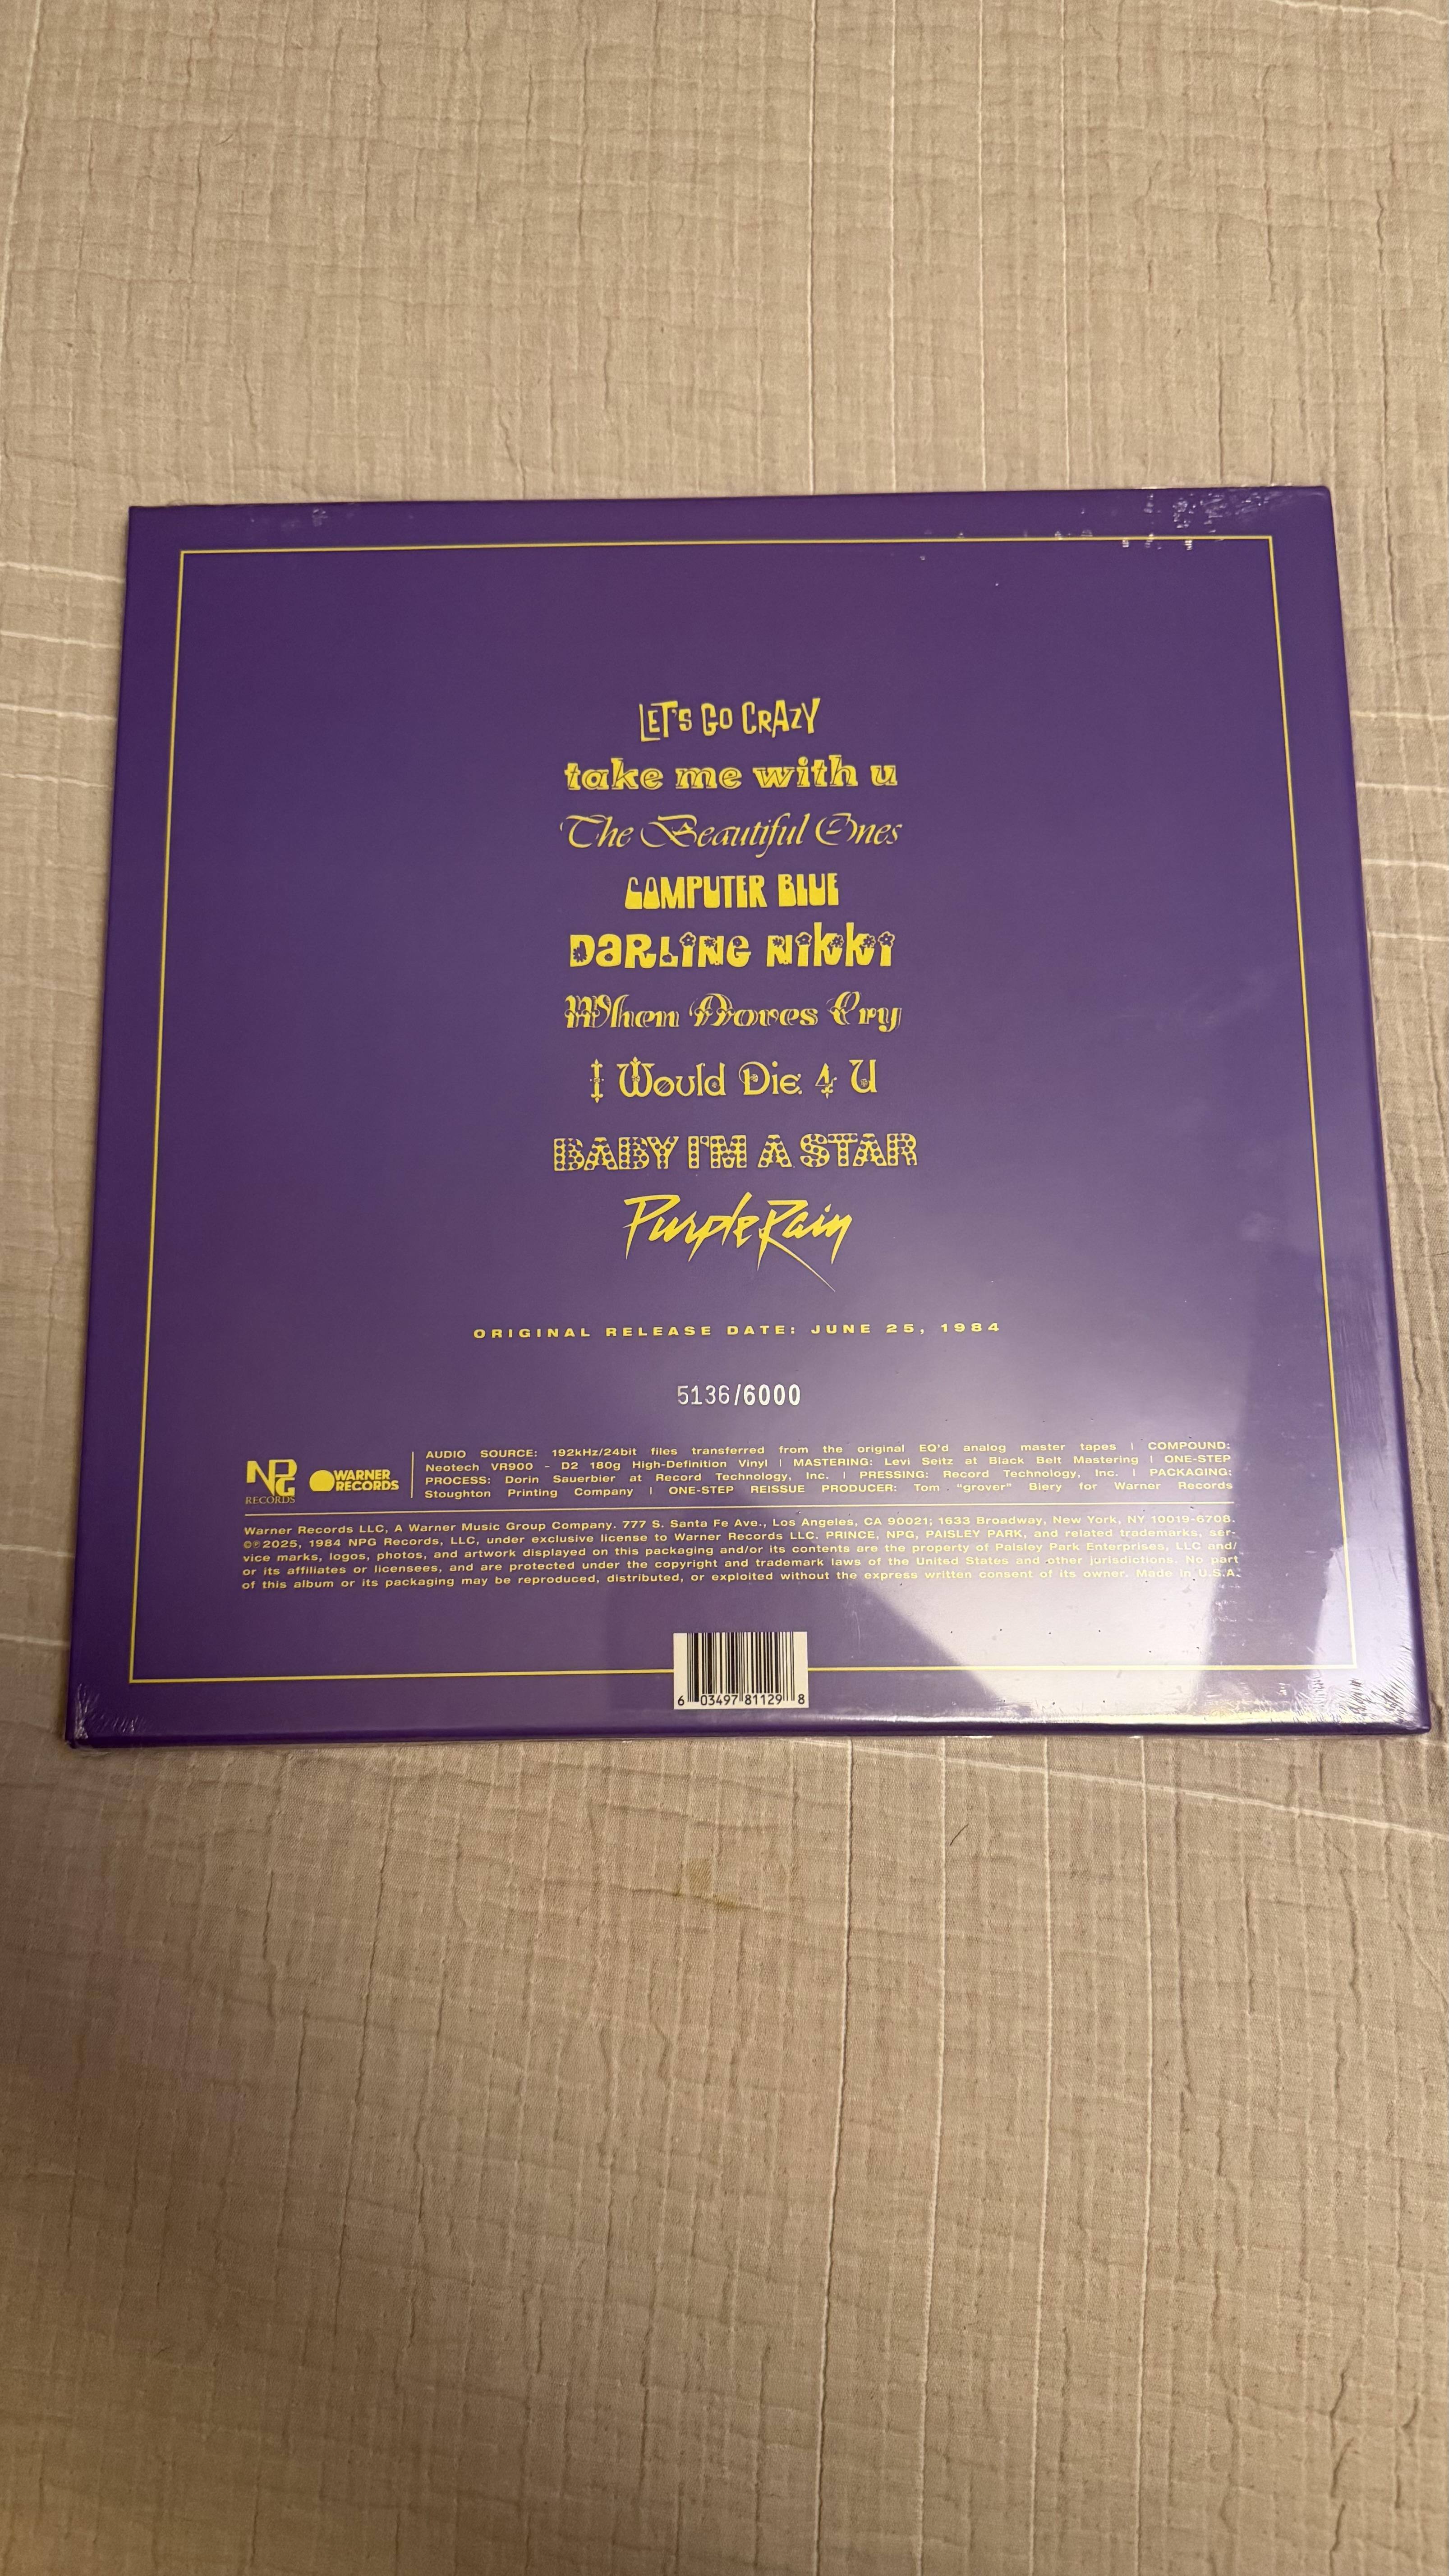 LET'S GO CRAZY
take me with u
The Beautiful Ones
COMPUTER BLUE
DARLING NIKKI
When Doves Cry
I Would Die 4 U
BABY I'M A STAR
Purple Rain
ORIGINAL RELEASE DATE: JUNE 25, 1984
5136/6000
NPG RECORDS
WARNER RECORDS
AUDIO SOURCE: 192kHz/24bit files transferred from the original EQ'd analog master tapes | COMPOUND:
Neotech VR900 - D2 180g High-Definition Vinyl | MASTERING: Levi Seitz at Black Belt Mastering | ONE-STEP
PROCESS: Dorin Sauerbier at Record Technology, Inc. | PRESSING: Record Technology, Inc. | PACKAGING:
Stoughton Printing Company | ONE-STEP REISSUE PRODUCER: Tom "grover" Biery for Warner Records
Warner Records LLC, A Warner Music Group Company. 777 S. Santa Fe Ave., Los Angeles, CA 90021; 1633 Broadway, New York, NY 10019-6708.
©℗2025, 1984 NPG Records, LLC, under exclusive license to Warner Records LLC. PRINCE, NPG, PAISLEY PARK, and related trademarks, ser-
vice marks, logos, photos, and artwork displayed on this packaging and/or its contents are the property of Paisley Park Enterprises, LLC and/
or its affiliates or licensees, and are protected under the copyright and trademark laws of the United States and other jurisdictions. No part
of this album or its packaging may be reproduced, distributed, or exploited without the express written consent of its owner. Made in U.S.A.
6 03497 81129 8